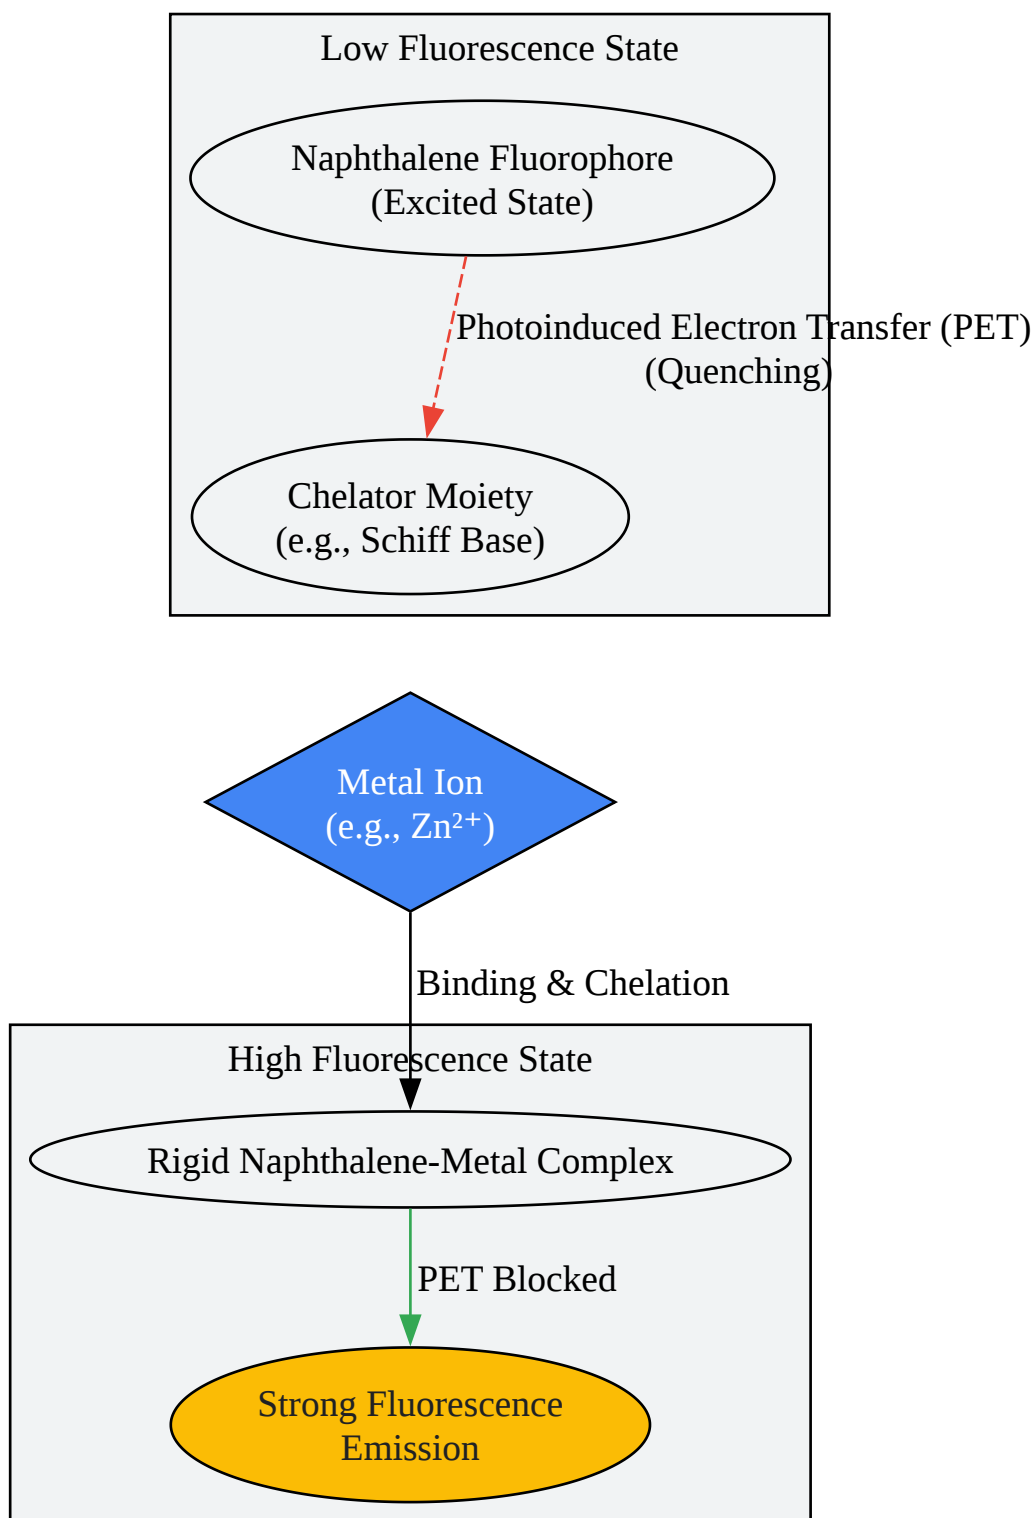 Low Fluorescence State
Naphthalene Fluorophore
(Excited State)
Photoinduced Electron Transfer (PET)
(Quenching)
Chelator Moiety
(e.g., Schiff Base)
Metal Ion
(e.g., Zn²⁺)
Binding & Chelation
High Fluorescence State
Rigid Naphthalene-Metal Complex
PET Blocked
Strong Fluorescence
Emission